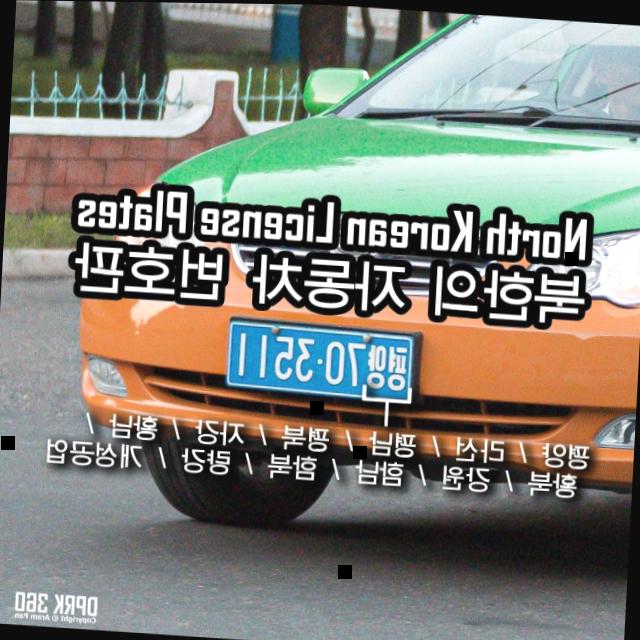 North Korean License Plates
북한의 자동차 번호판
평양70·3511
평양 / 라선 / 평남 / 평북 / 자강 / 황남 /
황북 / 강원 / 함남 / 함북 / 량강 / 개성공업
DPRK 360
Copyright © Aram Pan